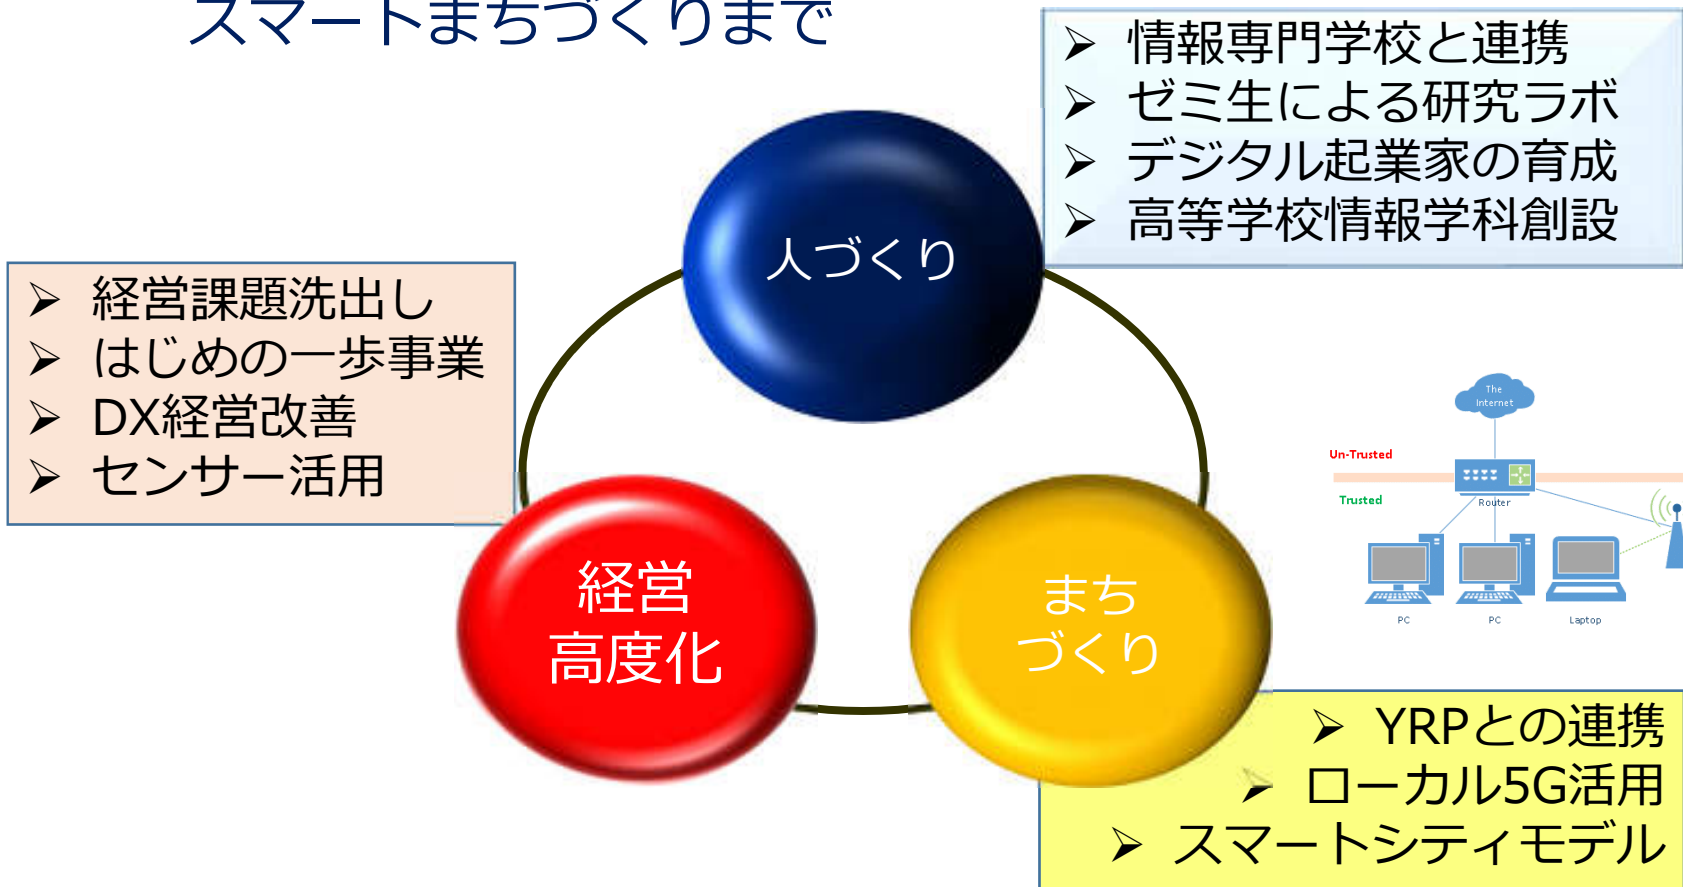 スマートまちづくりまで
➢ 情報専門学校と連携
➢ ゼミ生による研究ラボ
➢ デジタル起業家の育成
➢ 高等学校情報学科創設
人づくり
➢ 経営課題洗出し
➢ はじめの一歩事業
➢ DX経営改善
➢ センサー活用
経営
高度化
まち
づくり
The
Internet
Un-Trusted
Trusted
Router
PC
PC
Laptop
➢ YRPとの連携
➢ ローカル5G活用
➢ スマートシティモデル